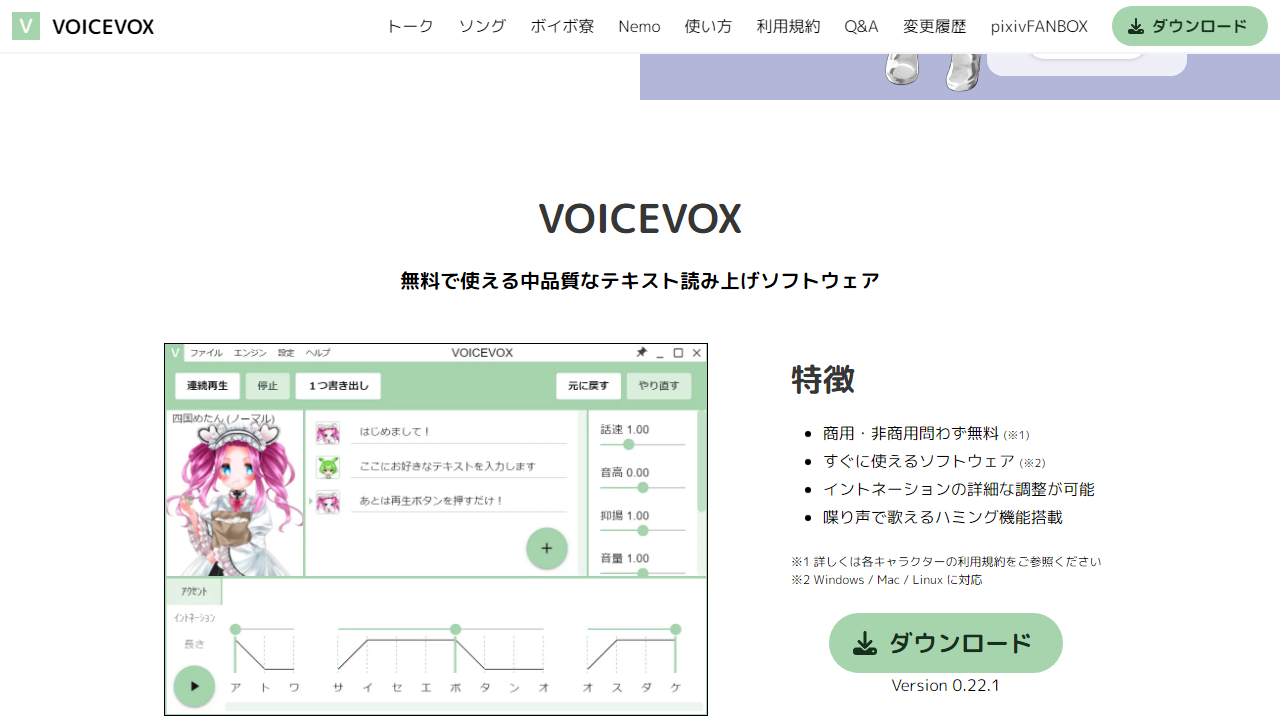 V VOICEVOX トーク ソング ボイボ寮 Nemo 使い方 利用規約 Q&A 変更履歴 pixivFANBOX ダウンロード
VOICEVOX
無料で使える中品質なテキスト読み上げソフトウェア
V ファイル エンジン 設定 ヘルプ VOICEVOX
連続再生 停止 1つ書き出し 元に戻す やり直す
四国めたん (ノーマル)
はじめまして！
ここにお好きなテキストを入力します
あとは再生ボタンを押すだけ！
話速 1.00
音高 0.00
抑揚 1.00
音量 1.00
アクセント
イントネーション
長さ
ア ト ワ サ イ セ エ ボ タ ン オ オ ス ダ ケ
特徴
商用・非商用問わず無料 (※1)
すぐに使えるソフトウェア (※2)
イントネーションの詳細な調整が可能
喋り声で歌えるハミング機能搭載
※1 詳しくは各キャラクターの利用規約をご参照ください
※2 Windows / Mac / Linux に対応
ダウンロード
Version 0.22.1